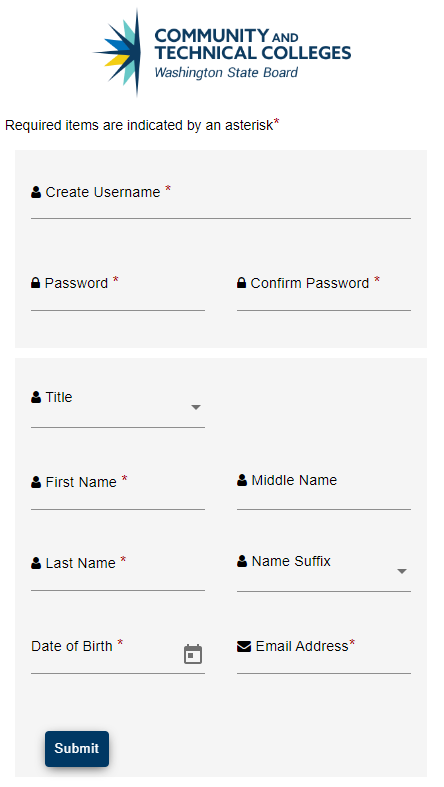 COMMUNITY AND
TECHNICAL COLLEGES
Washington State Board
Required items are indicated by an asterisk*
Create Username *
Password * Confirm Password *
Title
First Name * Middle Name
Last Name * Name Suffix
Date of Birth * Email Address*
Submit